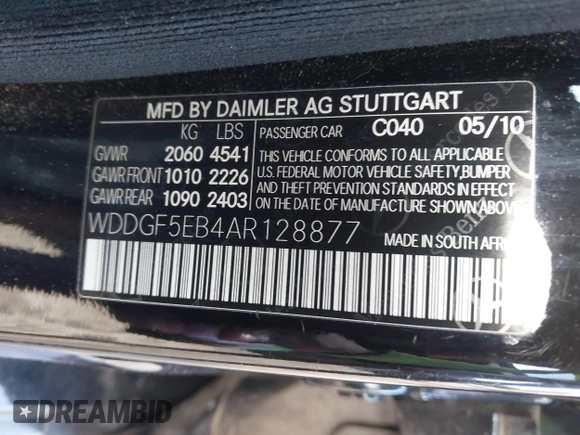 MFD BY DAIMLER AG STUTTGART
KG LBS PASSENGER CAR C040 05/10
GVWR 2060 4541 THIS VEHICLE CONFORMS TO ALL APPLICABLE
GAWR FRONT 1010 2226 U.S. FEDERAL MOTOR VEHICLE SAFETY, BUMPER
AND THEFT PREVENTION STANDARDS IN EFFECT
GAWR REAR 1090 2403 ON THE DATE OF MANUFACTURE SHOWN ABOVE
WDDGF5EB4AR128877 MADE IN SOUTH
DREAMBID